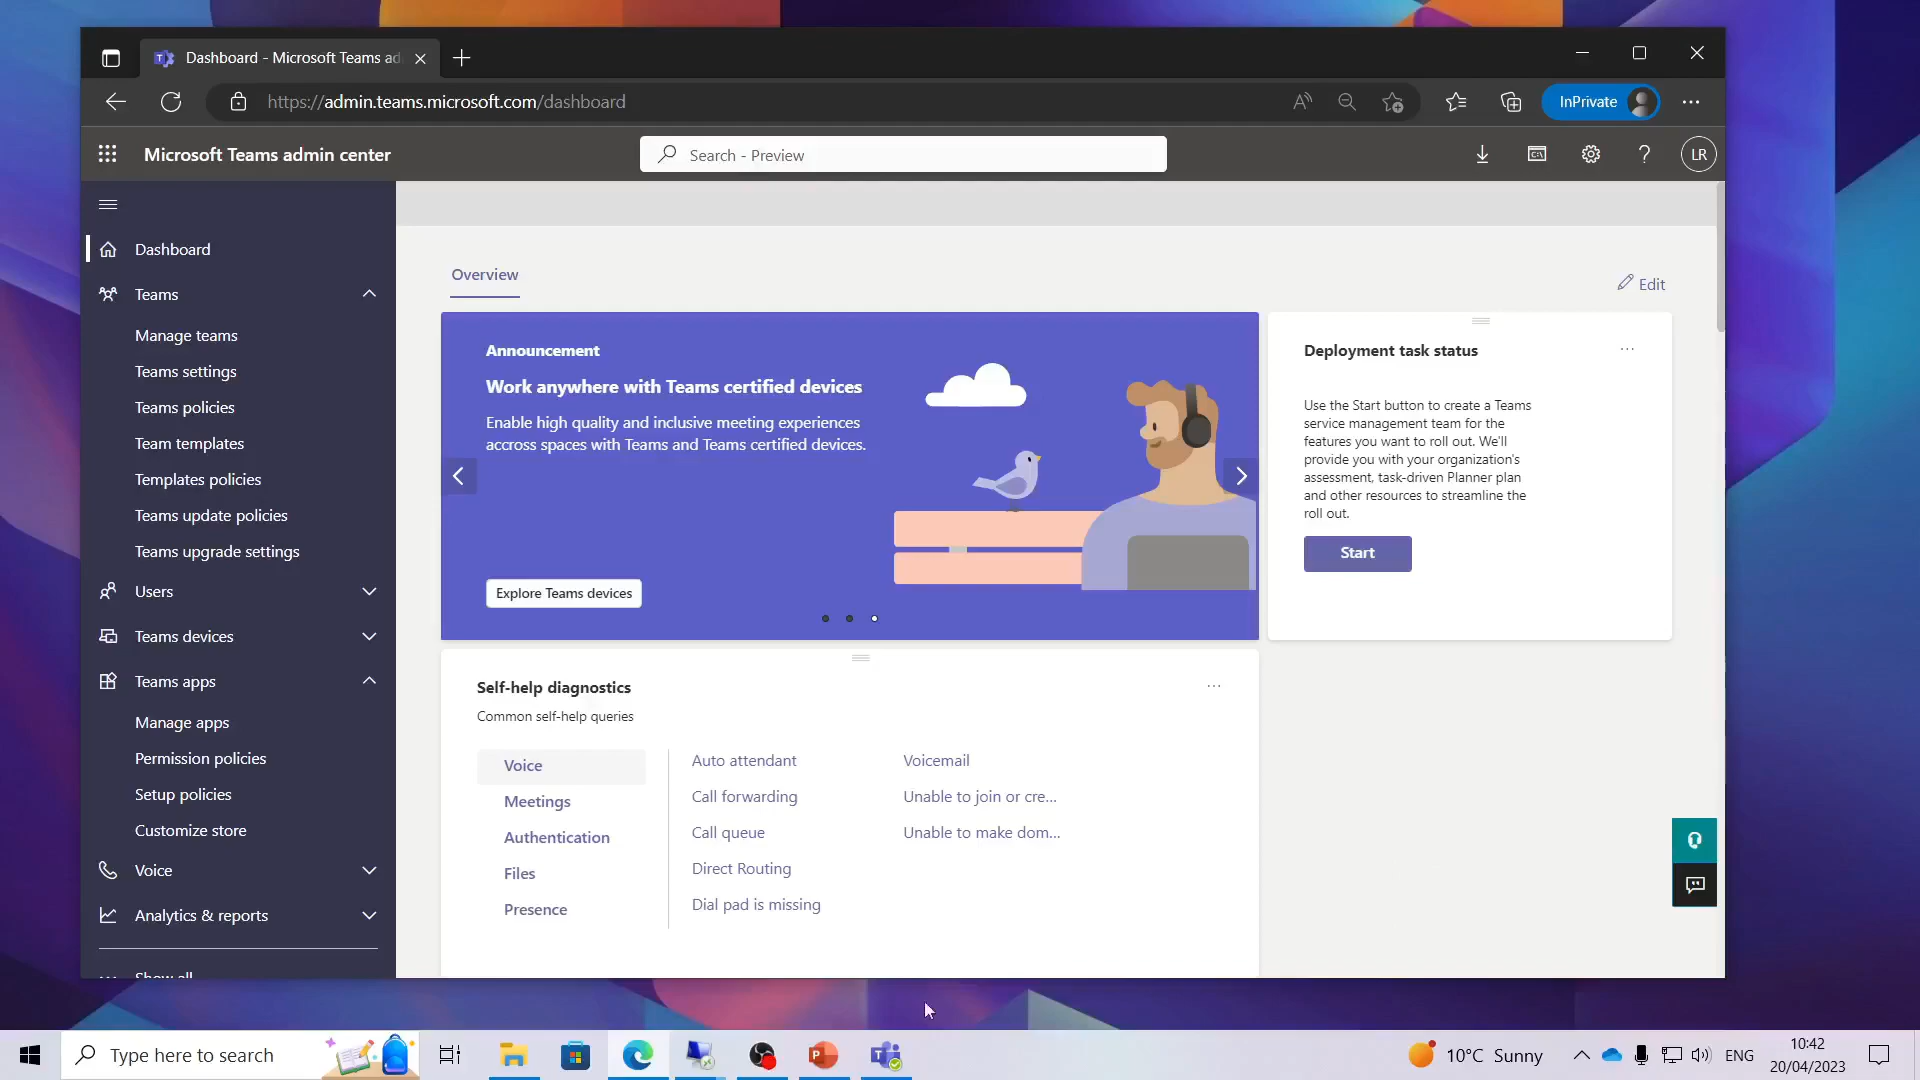 Dashboard - Microsoft Teams ad
https://admin.teams.microsoft.com/dashboard
InPrivate
Microsoft Teams admin center
Search - Preview
LR
Dashboard
Teams
Manage teams
Teams settings
Teams policies
Team templates
Templates policies
Teams update policies
Teams upgrade settings
Users
Teams devices
Teams apps
Manage apps
Permission policies
Setup policies
Customize store
Voice
Analytics & reports
Show all
Overview
Edit
Announcement
Work anywhere with Teams certified devices
Enable high quality and inclusive meeting experiences
accross spaces with Teams and Teams certified devices.
Explore Teams devices
Deployment task status
Use the Start button to create a Teams
service management team for the
features you want to roll out. We'll
provide you with your organization's
assessment, task-driven Planner plan
and other resources to streamline the
roll out.
Start
Self-help diagnostics
Common self-help queries
Voice
Meetings
Authentication
Files
Presence
Auto attendant
Call forwarding
Call queue
Direct Routing
Dial pad is missing
Voicemail
Unable to join or cre...
Unable to make dom...
Type here to search
10°C Sunny
ENG
10:42
20/04/2023